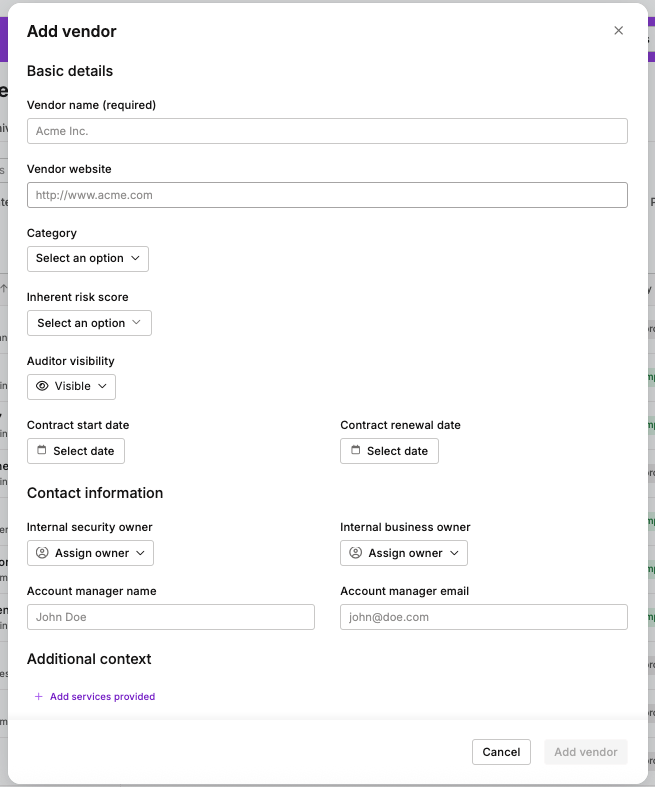 Add vendor
Basic details
Vendor name (required)
Acme Inc.
Vendor website
http://www.acme.com
Category
Select an option
Inherent risk score
Select an option
Auditor visibility
Visible
Contract start date
Contract renewal date
Select date
Select date
Contact information
Internal security owner
Internal business owner
Assign owner
Assign owner
Account manager name
Account manager email
John Doe
john@doe.com
Additional context
+ Add services provided
Cancel
Add vendor